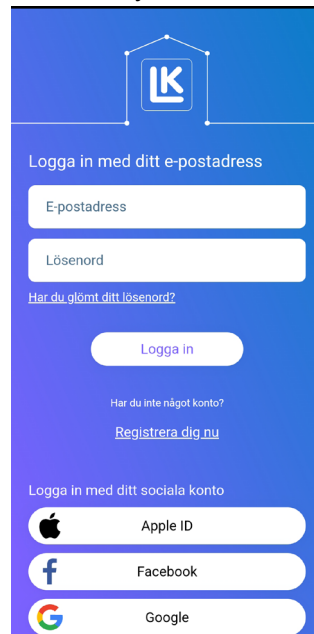 LK
Logga in med ditt e-postadress
E-postadress
Lösenord
Har du glömt ditt lösenord?
Logga in
Har du inte något konto?
Registrera dig nu
Logga in med ditt sociala konto
Apple ID
Facebook
Google